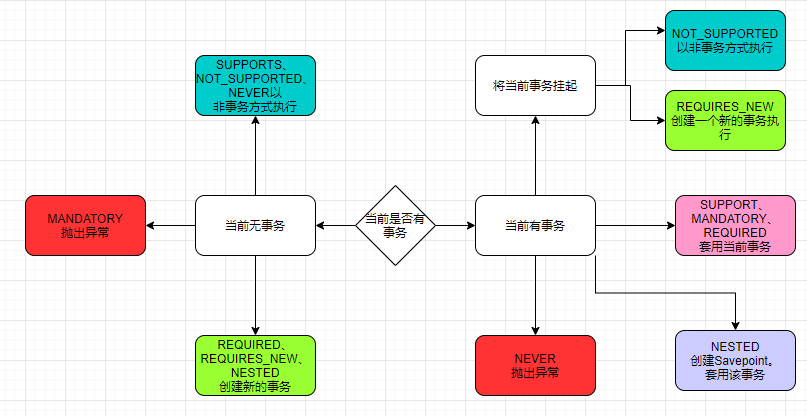 NOT_SUPPORTED
以非事务方式执行
SUPPORTS、
NOT_SUPPORTED、
NEVER以
非事务方式执行
将当前事务挂起
REQUIRES_NEW
创建一个新的事务执
行
MANDATORY
抛出异常
当前无事务
当前是否有
事务
当前有事务
SUPPORT、
MANDATORY、
REQUIRED
套用当前事务
REQUIRED、
REQUIRES_NEW、
NESTED
创建新的事务
NEVER
抛出异常
NESTED
创建Savepoint。
套用该事务